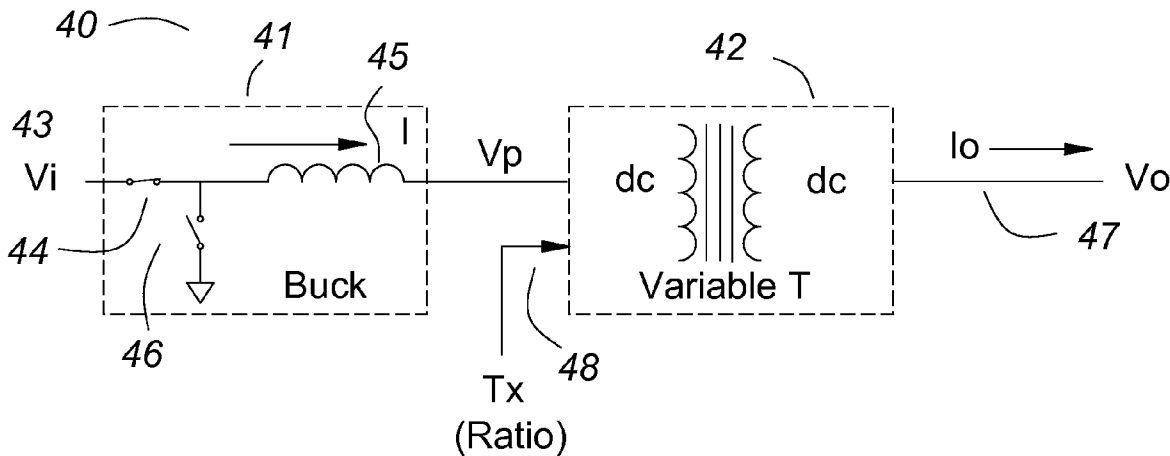 40
41
45
42
43
I
Vp
Io
Vi
dc
dc
Vo
44
47
Buck
Variable T
46
48
Tx
(Ratio)